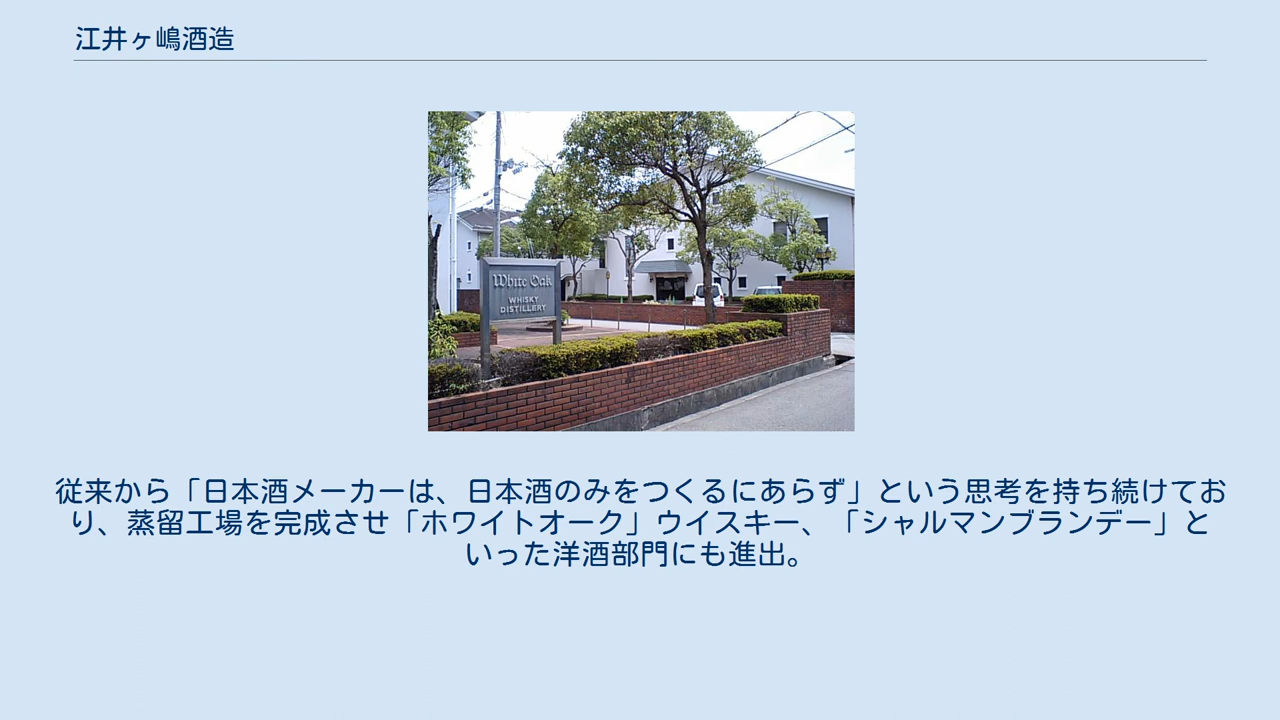 江井ヶ嶋酒造
White Oak
WHISKY
DISTILLERY
従来から「日本酒メーカーは、日本酒のみをつくるにあらず」という思考を持ち続けてお
り、蒸留工場を完成させ「ホワイトオーク」ウイスキー、「シャルマンブランデー」と
いった洋酒部門にも進出。